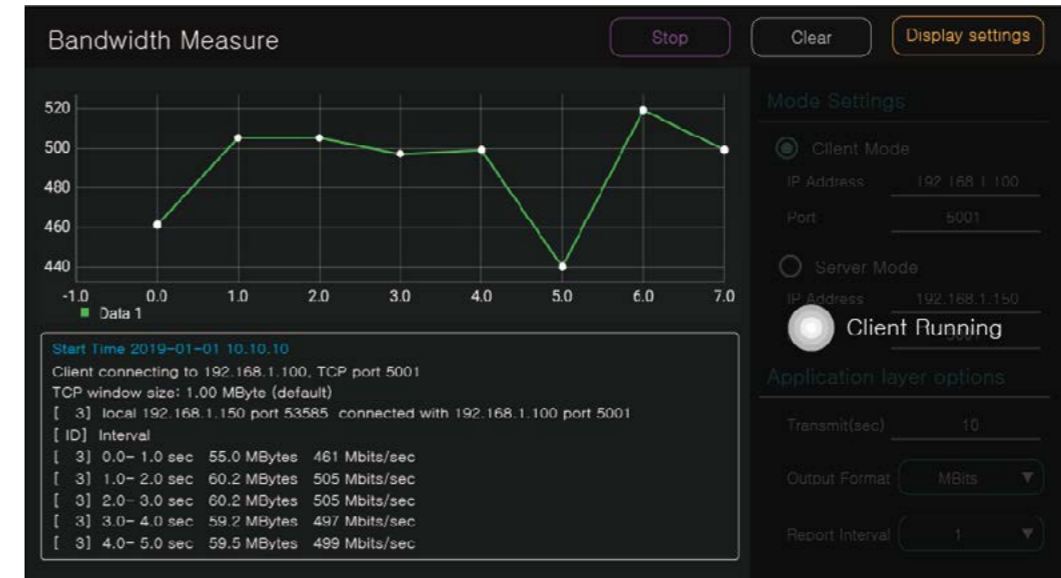 Bandwidth Measure
Stop
Clear
Display settings
520
500
480
460
440
-1.0 0.0 1.0 2.0 3.0 4.0 5.0 6.0 7.0
Data 1
Start Time 2019-01-01 10.10.10
Client connecting to 192.168.1.100, TCP port 5001
TCP window size: 1.00 MByte (default)
[ 3] local 192.168.1.150 port 53585 connected with 192.168.1.100 port 5001
[ ID] Interval
[ 3] 0.0- 1.0 sec 55.0 MBytes 461 Mbits/sec
[ 3] 1.0- 2.0 sec 60.2 MBytes 505 Mbits/sec
[ 3] 2.0- 3.0 sec 60.2 MBytes 505 Mbits/sec
[ 3] 3.0- 4.0 sec 59.2 MBytes 497 Mbits/sec
[ 3] 4.0- 5.0 sec 59.5 MBytes 499 Mbits/sec
Mode Settings
Client Mode
IP Address 192.168.1.100
Port 5001
Server Mode
IP Address 192.168.1.150
Client Running
Application layer options
Transmit(sec) 10
Output Format MBits
Report Interval 1